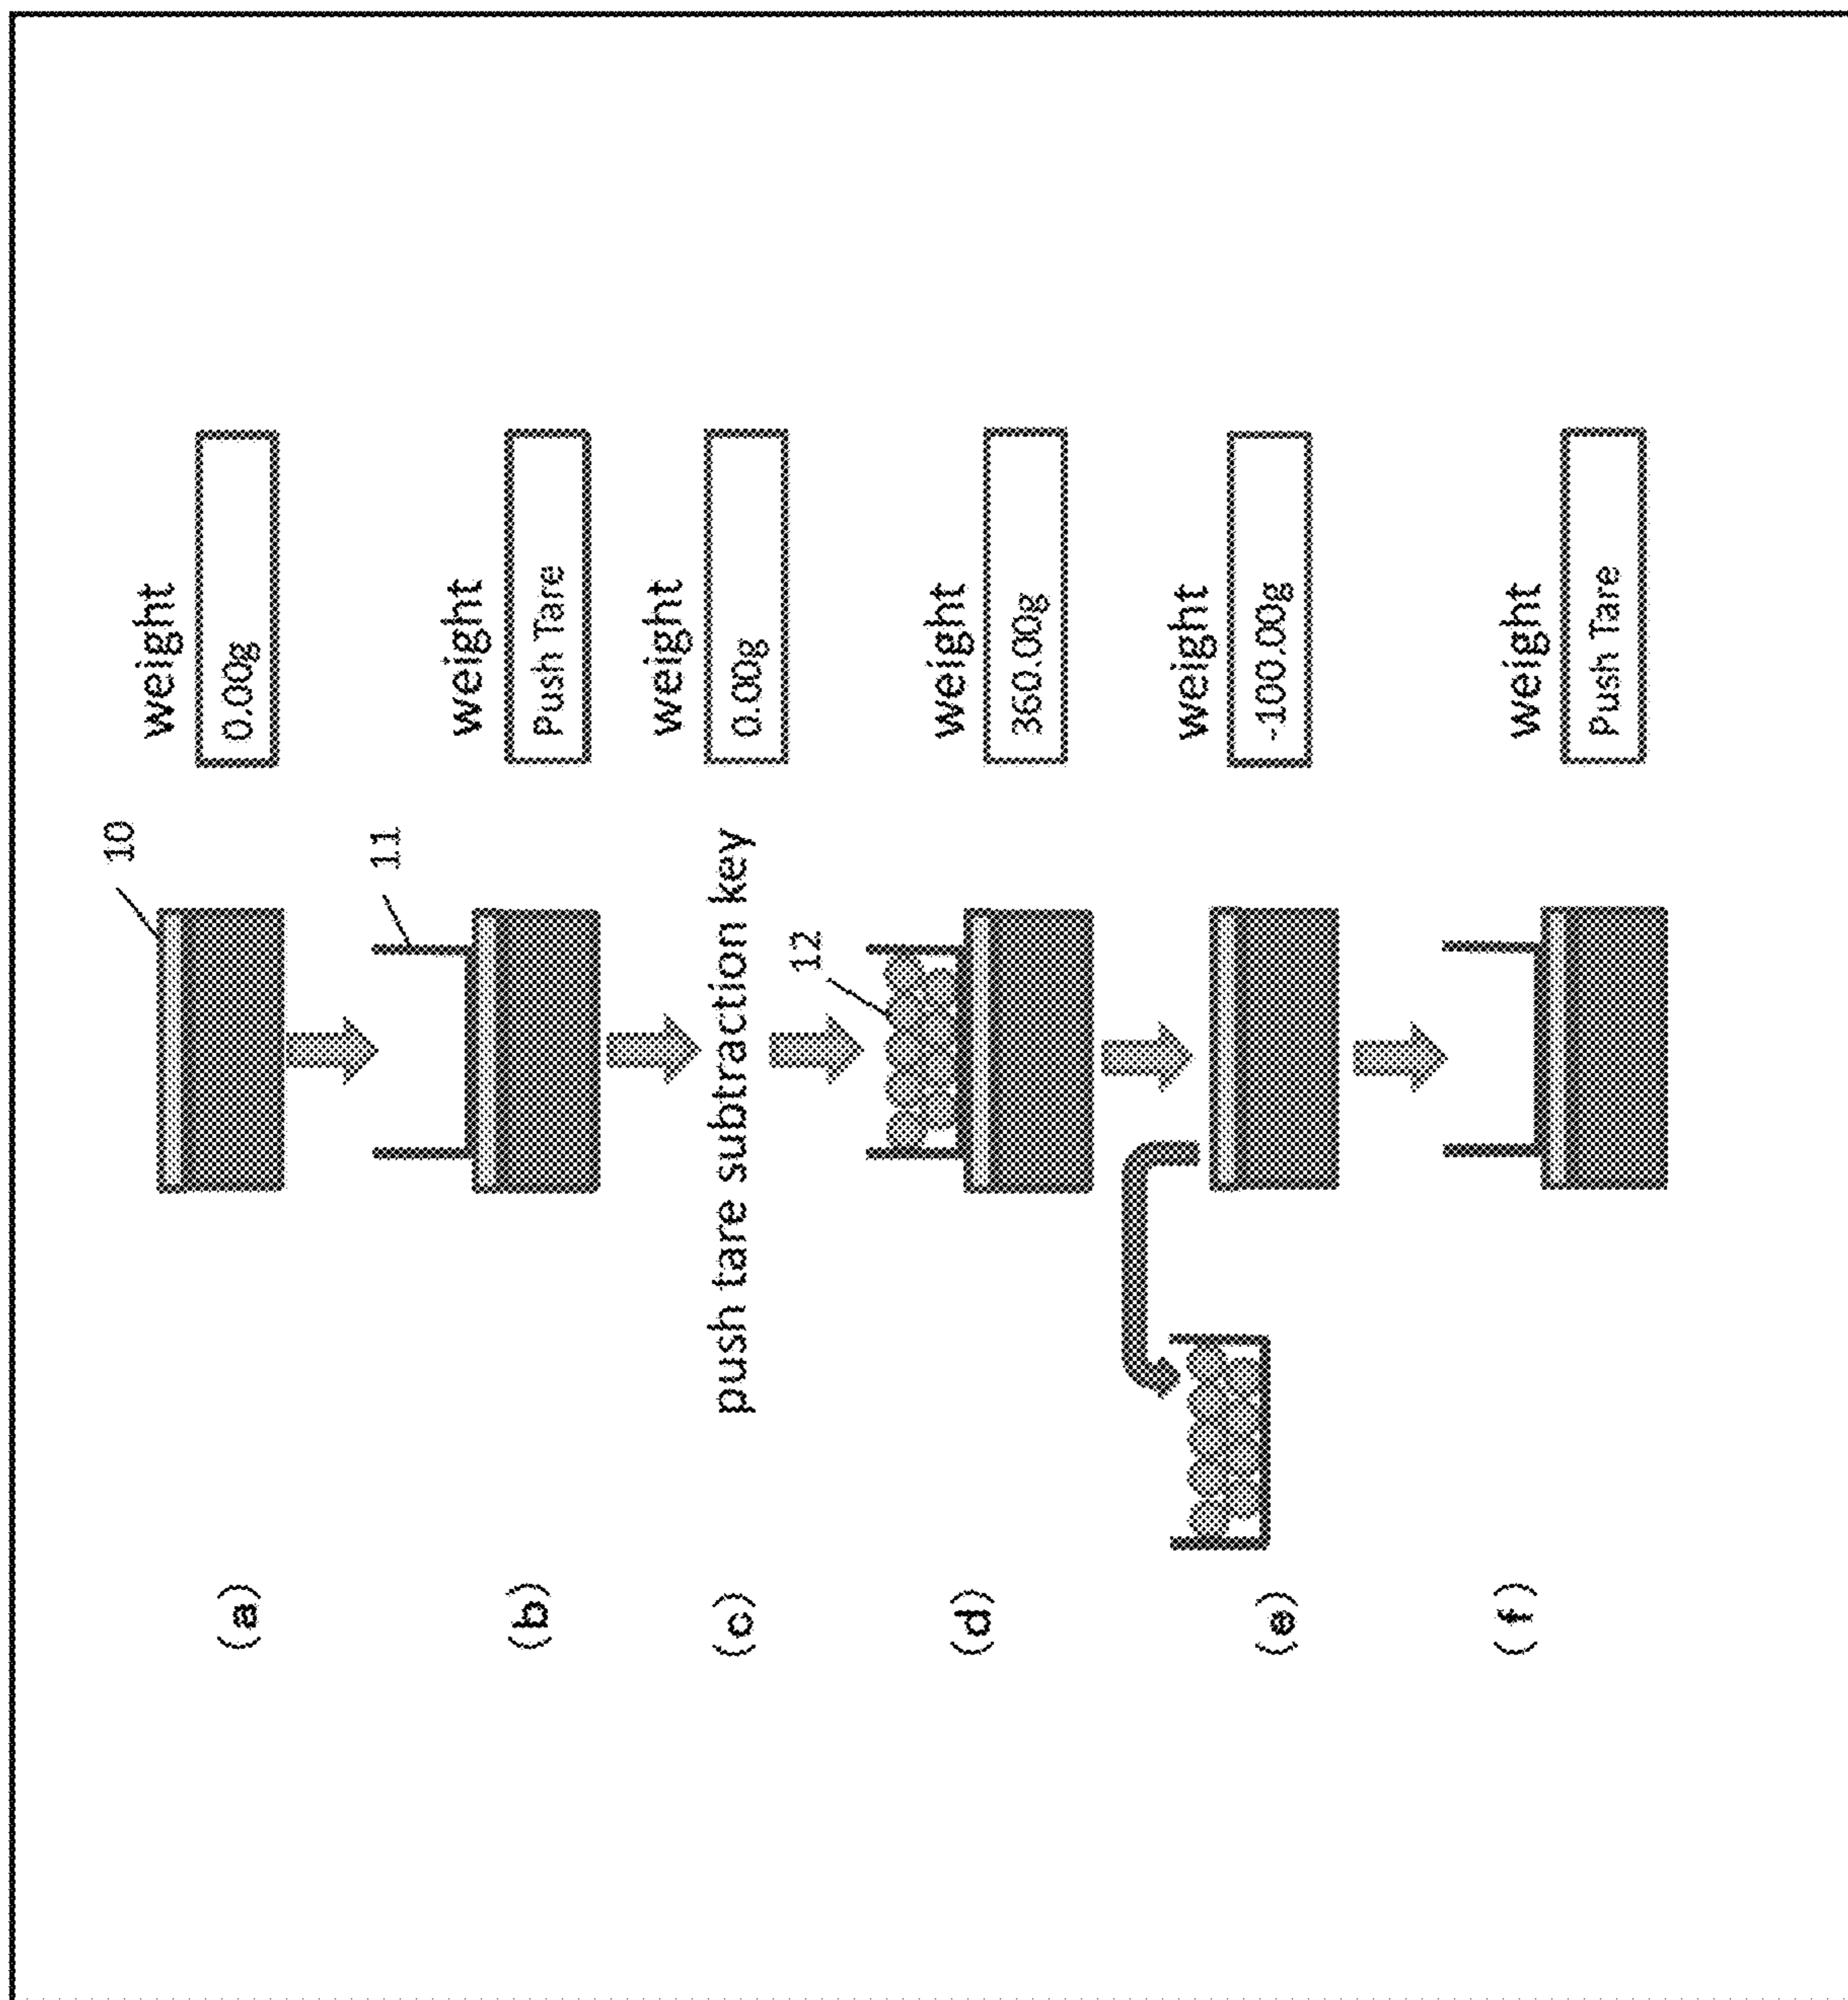 10
weight
(a)
0.00g
11
weight
(b)
Push Tare
weight
(c)
push tare subtraction key
0.00g
12
weight
(d)
360.00g
weight
(e)
-100.00g
weight
(f)
Push Tare